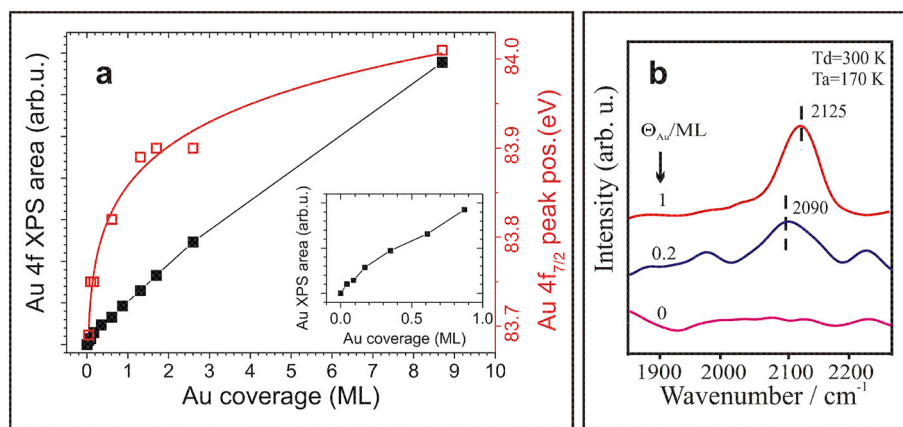 a
Au 4f XPS area (arb.u.)
Au 4f7/2 peak pos.(eV)
84.0
83.9
83.8
83.7
0 1 2 3 4 5 6 7 8 9 10
Au coverage (ML)
Au XPS area (arb.u.)
0.0 0.5 1.0
Au coverage (ML)
b
Td=300 K
Ta=170 K
2125
ΘAu/ML
1
2090
0.2
0
Intensity (arb. u.)
1900 2000 2100 2200
Wavenumber / cm-1